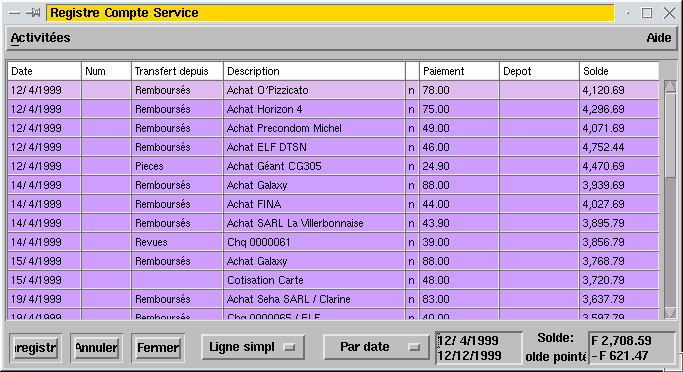 Registre Compte Service
Activitées Aide
Date Num Transfert depuis Description Paiement Depot Solde
12/ 4/1999 Remboursés Achat O'Pizzicato n 78.00 4,120.69
12/ 4/1999 Remboursés Achat Horizon 4 n 75.00 4,296.69
12/ 4/1999 Remboursés Achat Precondom Michel n 49.00 4,071.69
12/ 4/1999 Remboursés Achat ELF DTSN n 46.00 4,752.44
12/ 4/1999 Pieces Achat Géant CG305 n 24.90 4,470.69
14/ 4/1999 Remboursés Achat Galaxy n 88.00 3,939.69
14/ 4/1999 Remboursés Achat FINA n 44.00 4,027.69
14/ 4/1999 Remboursés Achat SARL La Villerbonnaise n 43.90 3,895.79
14/ 4/1999 Revues Chq 0000061 n 39.00 3,856.79
15/ 4/1999 Remboursés Achat Galaxy n 88.00 3,768.79
15/ 4/1999 Cotisation Carte n 48.00 3,720.79
19/ 4/1999 Remboursés Achat Seha SARL / Clarine n 83.00 3,637.79
19/ 4/1999 Remboursés Chq 0000065 / ELF n 40.00 3,597.79
registr Annuler Fermer Ligne simpl Par date 12/ 4/1999 Solde: F 2,708.59
12/12/1999 olde pointé -F 621.47